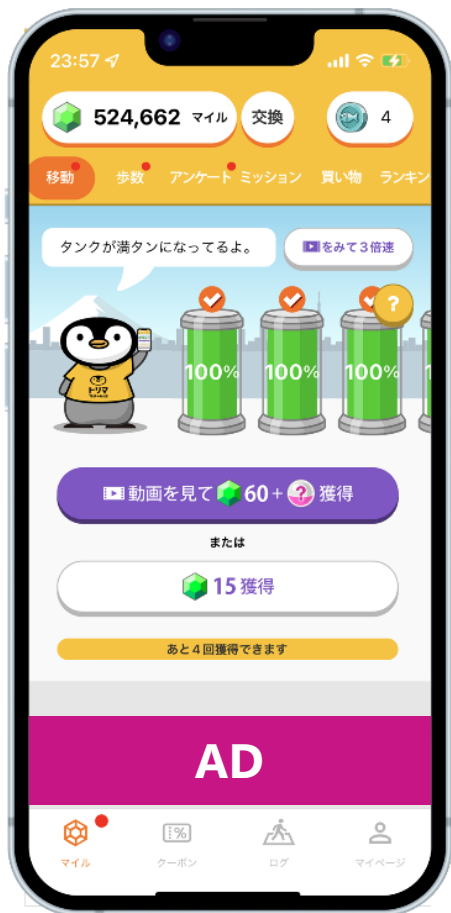 23:57
524,662 マイル
交換
4
移動
歩数
アンケート
ミッション
買い物
ランキン
タンクが満タンになってるよ。
をみて3倍速
?
100%
100%
100%
1
トリマ
動画を見て 60 + ? 獲得
または
15 獲得
あと4回獲得できます
AD
マイル
クーポン
ログ
マイページ